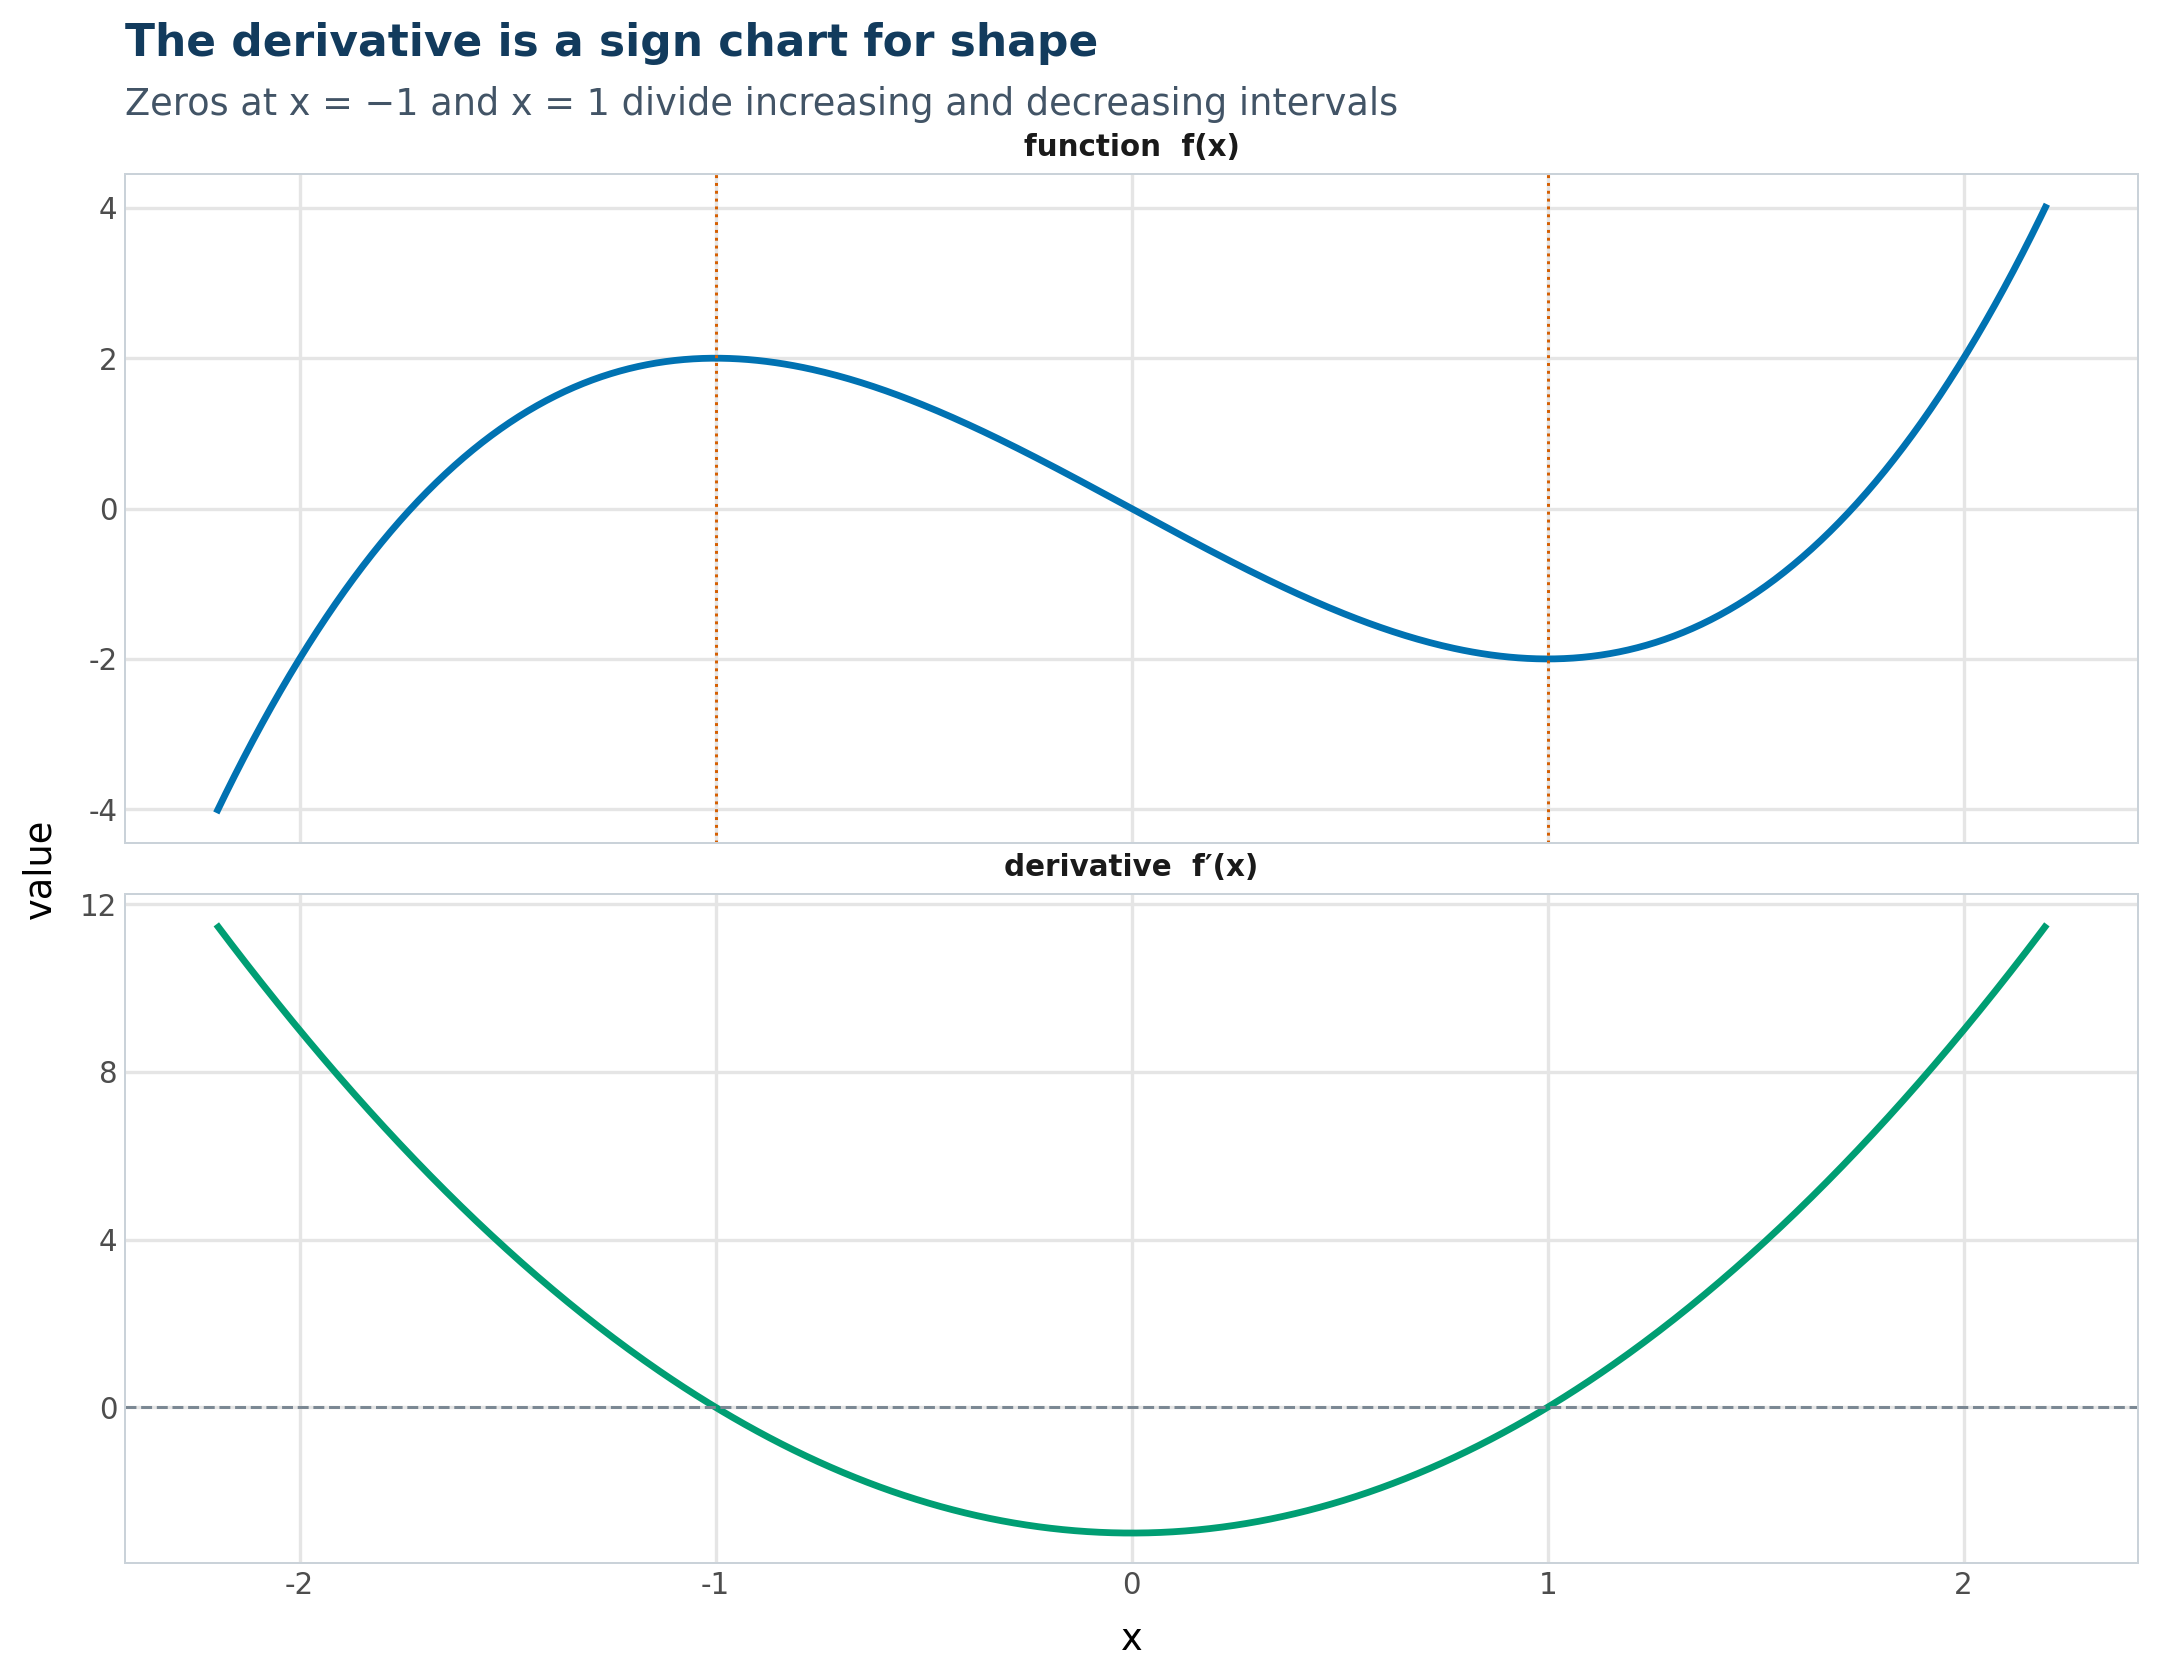 The derivative is a sign chart for shape
Zeros at x = −1 and x = 1 divide increasing and decreasing intervals
function  f(x)
4
2
0
-2
-4
value
derivative  f′(x)
12
8
4
0
-2
-1
0
1
2
x